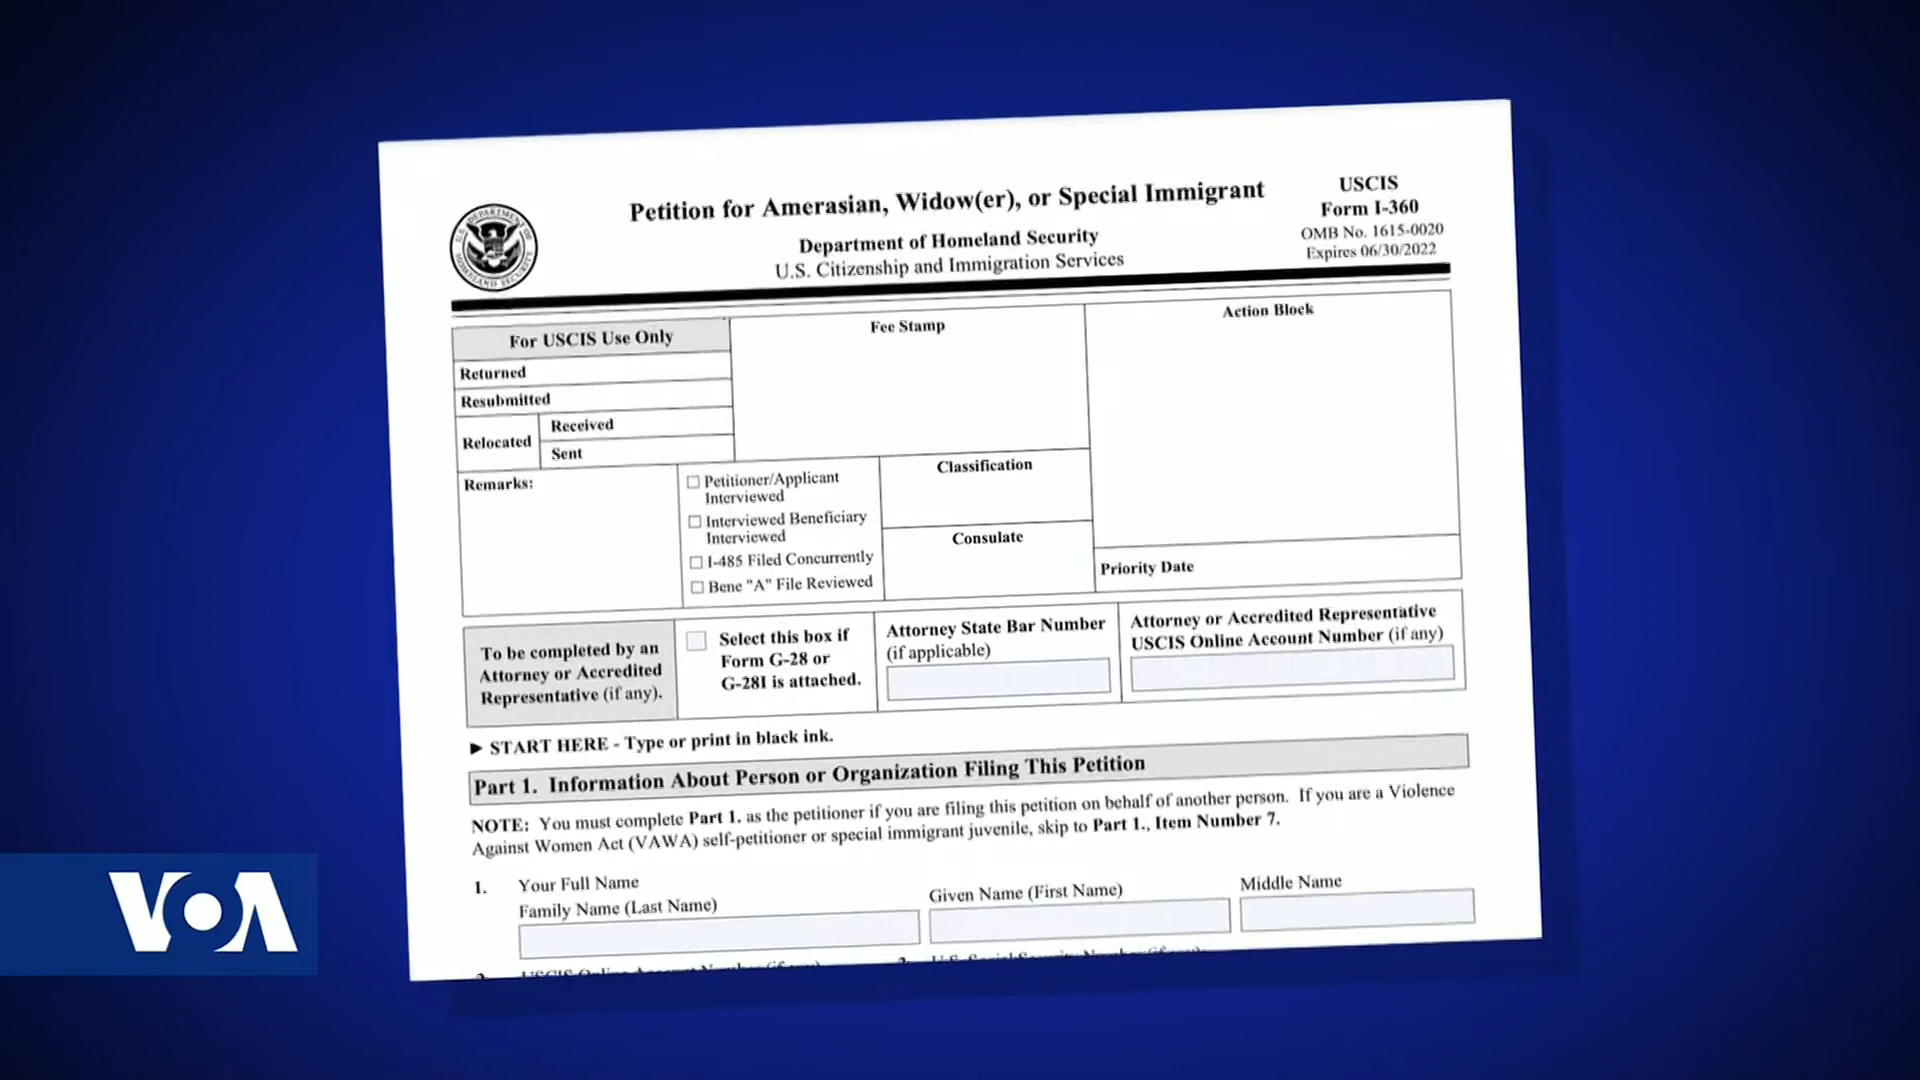 Petition for Amerasian, Widow(er), or Special Immigrant
Department of Homeland Security
U.S. Citizenship and Immigration Services
USCIS
Form I-360
OMB No. 1615-0020
Expires 06/30/2022
U.S. DEPARTMENT OF HOMELAND SECURITY
For USCIS Use Only
Returned
Resubmitted
Relocated
Received
Sent
Remarks:
Fee Stamp
Action Block
☐ Petitioner/Applicant
Interviewed
☐ Interviewed Beneficiary
Interviewed
☐ I-485 Filed Concurrently
☐ Bene "A" File Reviewed
Classification
Consulate
Priority Date
To be completed by an
Attorney or Accredited
Representative (if any).
Select this box if
Form G-28 or
G-28I is attached.
Attorney State Bar Number
(if applicable)
Attorney or Accredited Representative
USCIS Online Account Number (if any)
► START HERE - Type or print in black ink.
Part 1. Information About Person or Organization Filing This Petition
NOTE: You must complete Part 1. as the petitioner if you are filing this petition on behalf of another person. If you are a Violence
Against Women Act (VAWA) self-petitioner or special immigrant juvenile, skip to Part 1., Item Number 7.
1. Your Full Name
Family Name (Last Name)
Given Name (First Name)
Middle Name
VOA